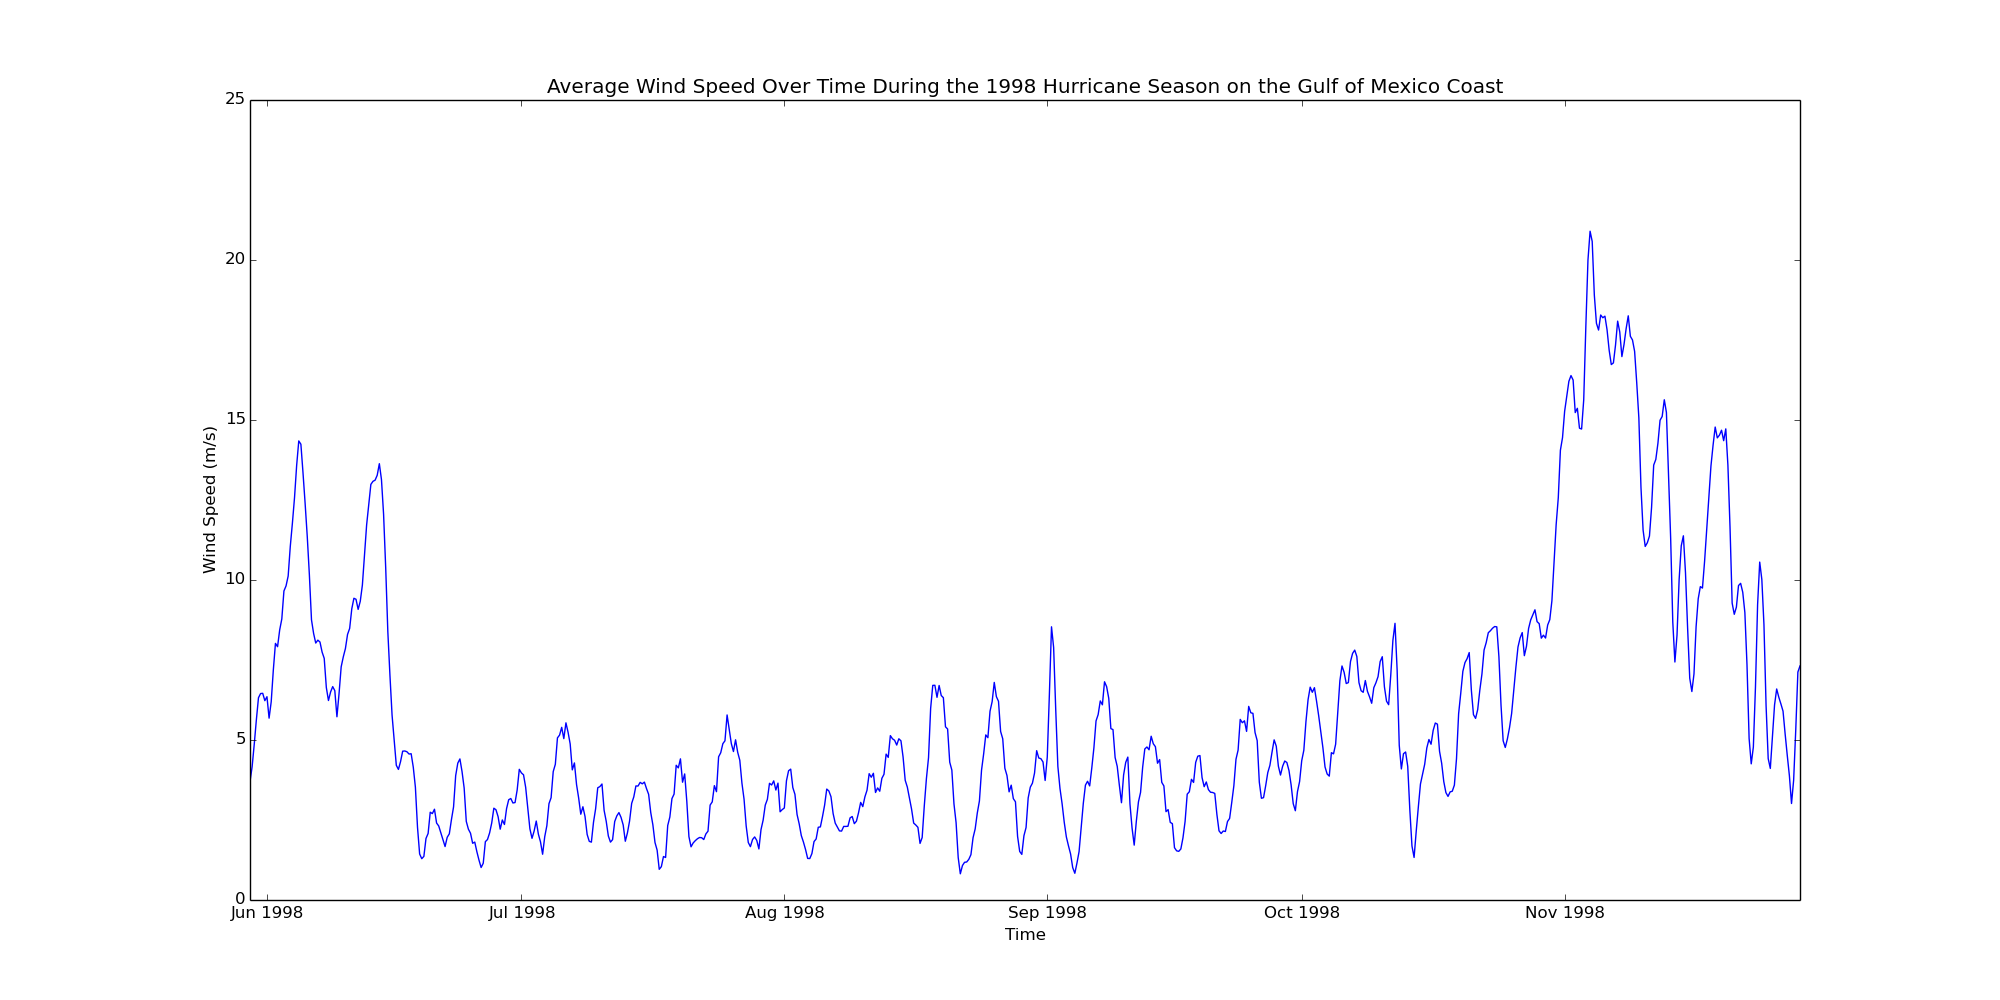 Average Wind Speed Over Time During the 1998 Hurricane Season on the Gulf of Mexico Coast
25
20
15
10
5
0
Wind Speed (m/s)
Jun 1998 Jul 1998 Aug 1998 Sep 1998 Oct 1998 Nov 1998
Time